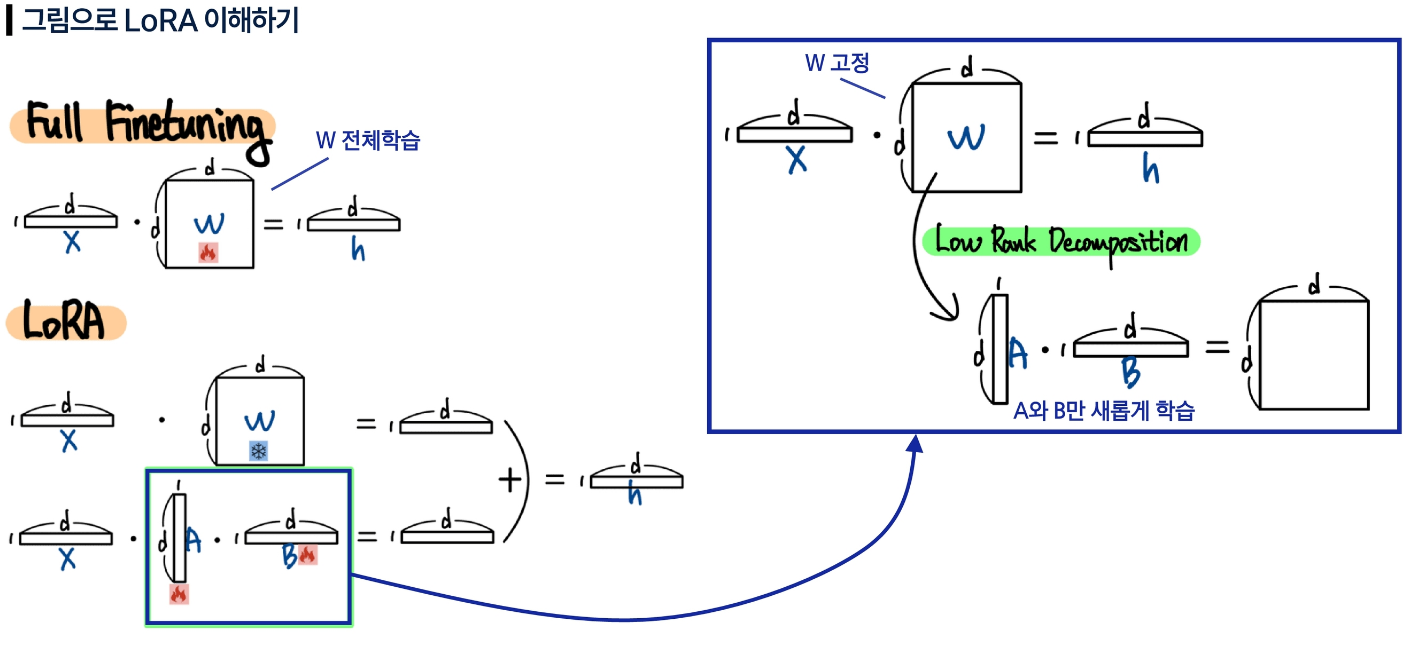 그림으로 LoRA 이해하기
Full Finetuning
W 전체학습
1 d X · d d W = 1 d h
LoRA
1 d X · d d W = 1 d
+ = 1 d h
1 d X · 1 d A · 1 d B = 1 d
W 고정
1 d X · d d W = 1 d h
Low Rank Decomposition
1 d A · 1 d B = d d
A와 B만 새롭게 학습